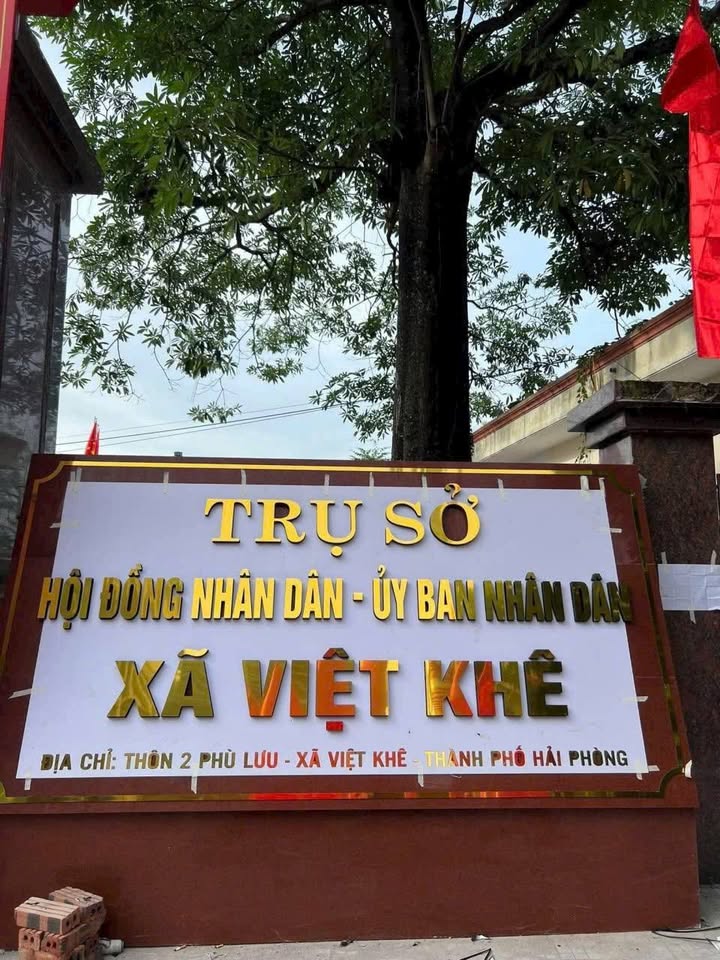 TRỤ SỞ
HỘI ĐỒNG NHÂN DÂN - ỦY BAN NHÂN DÂN
XÃ VIỆT KHÊ
ĐỊA CHỈ: THÔN 2 PHÙ LƯU - XÃ VIỆT KHÊ - THÀNH PHỐ HẢI PHÒNG